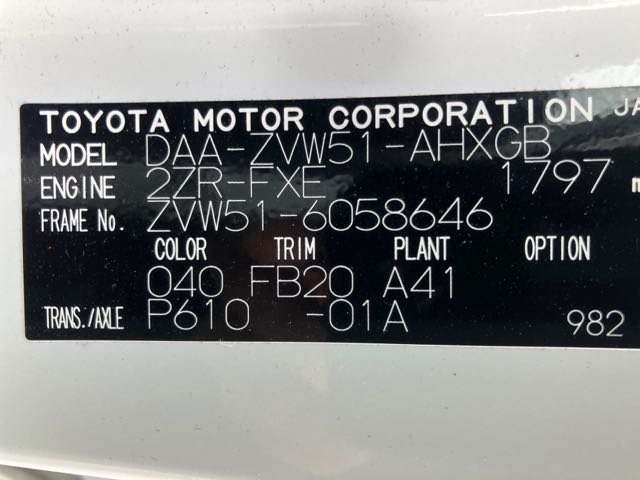 TOYOTA MOTOR CORPORATION JA
MODEL DAA-ZVW51-AHXGB
ENGINE 2ZR-FXE 1797 m
FRAME No. ZVW51-6058646
COLOR TRIM PLANT OPTION
040 FB20 A41
TRANS./AXLE P610 -01A 982